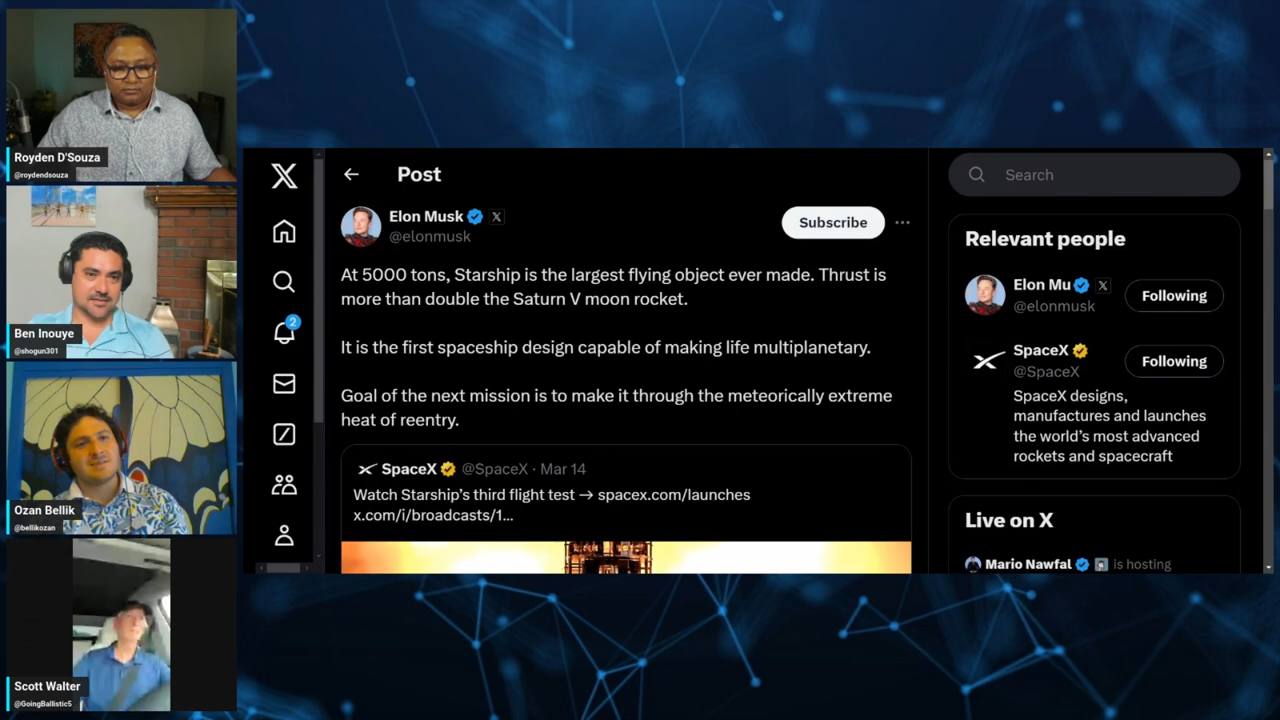 Royden D'Souza
@roydendsouza
Ben Inouye
@shogun301
Ozan Bellik
@bellikozan
Scott Walter
@GoingBallistic5
X
2
Post
Elon Musk X
@elonmusk
Subscribe
At 5000 tons, Starship is the largest flying object ever made. Thrust is
more than double the Saturn V moon rocket.
It is the first spaceship design capable of making life multiplanetary.
Goal of the next mission is to make it through the meteorically extreme
heat of reentry.
SpaceX @SpaceX · Mar 14
Watch Starship's third flight test → spacex.com/launches
x.com/i/broadcasts/1...
Search
Relevant people
Elon Mu X
@elonmusk
Following
SpaceX
@SpaceX
Following
SpaceX designs,
manufactures and launches
the world's most advanced
rockets and spacecraft
Live on X
Mario Nawfal is hosting